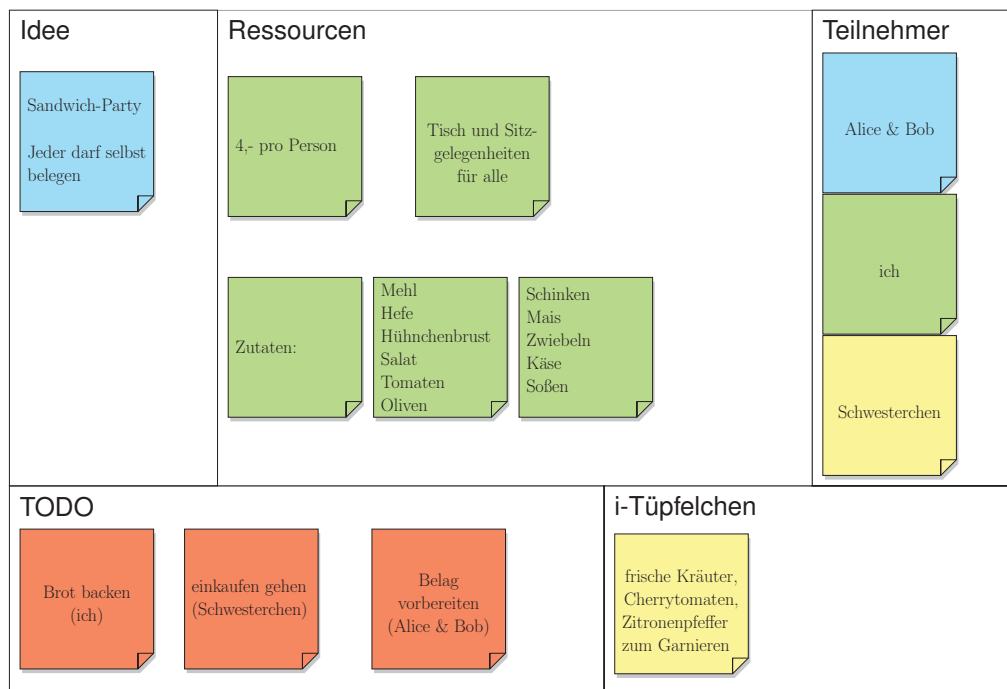 Idee
Sandwich-Party
Jeder darf selbst
belegen
Ressourcen
4,- pro Person
Tisch und Sitz-
gelegenheiten
für alle
Zutaten:
Mehl
Hefe
Hühnchenbrust
Salat
Tomaten
Oliven
Schinken
Mais
Zwiebeln
Käse
Soßen
Teilnehmer
Alice & Bob
ich
Schwesterchen
TODO
Brot backen
(ich)
einkaufen gehen
(Schwesterchen)
Belag
vorbereiten
(Alice & Bob)
i-Tüpfelchen
frische Kräuter,
Cherrytomaten,
Zitronenpfeffer
zum Garnieren